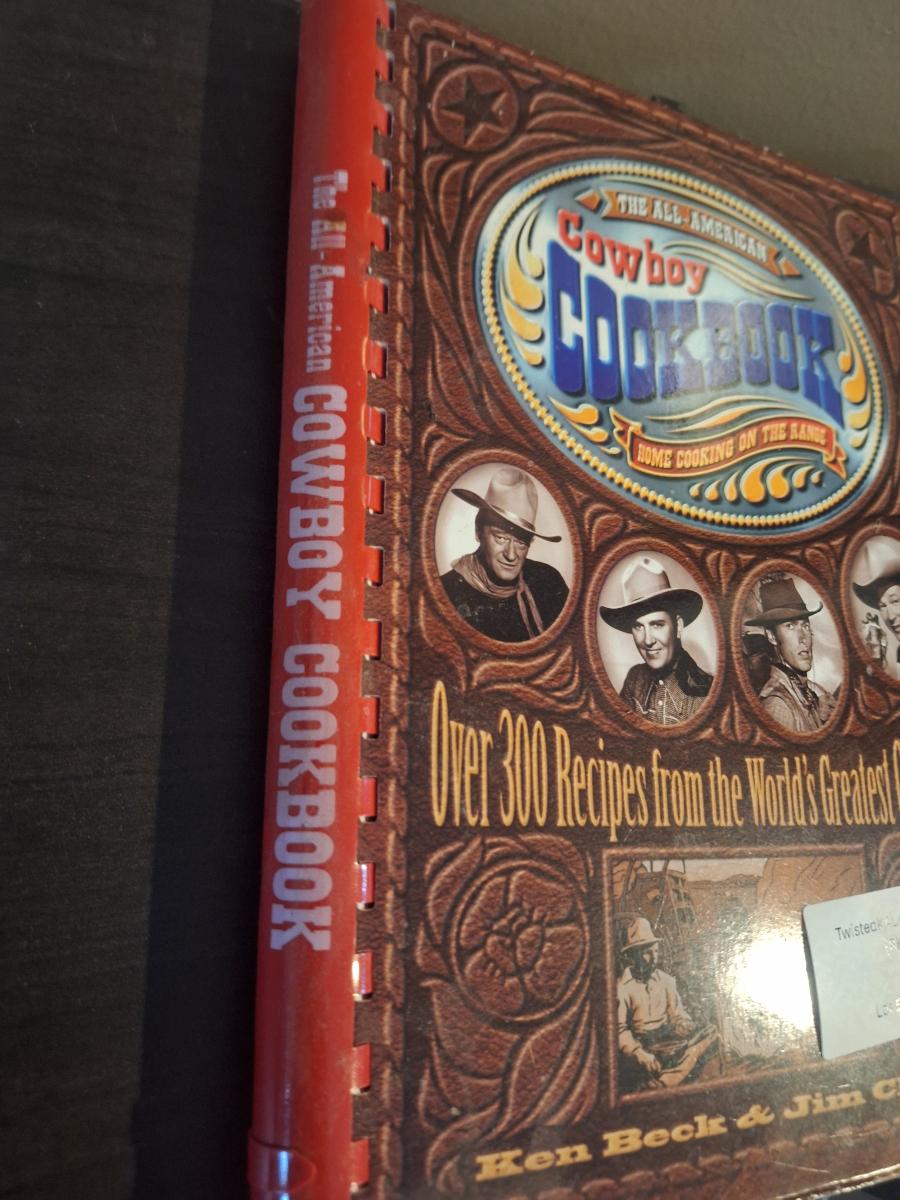 The All-American COWBOY COOKBOOK
THE ALL-AMERICAN
Cowboy
COOKBOOK
HOME COOKING ON THE RANGE
Over 300 Recipes from the World's Greatest
Ken Beck & Jim